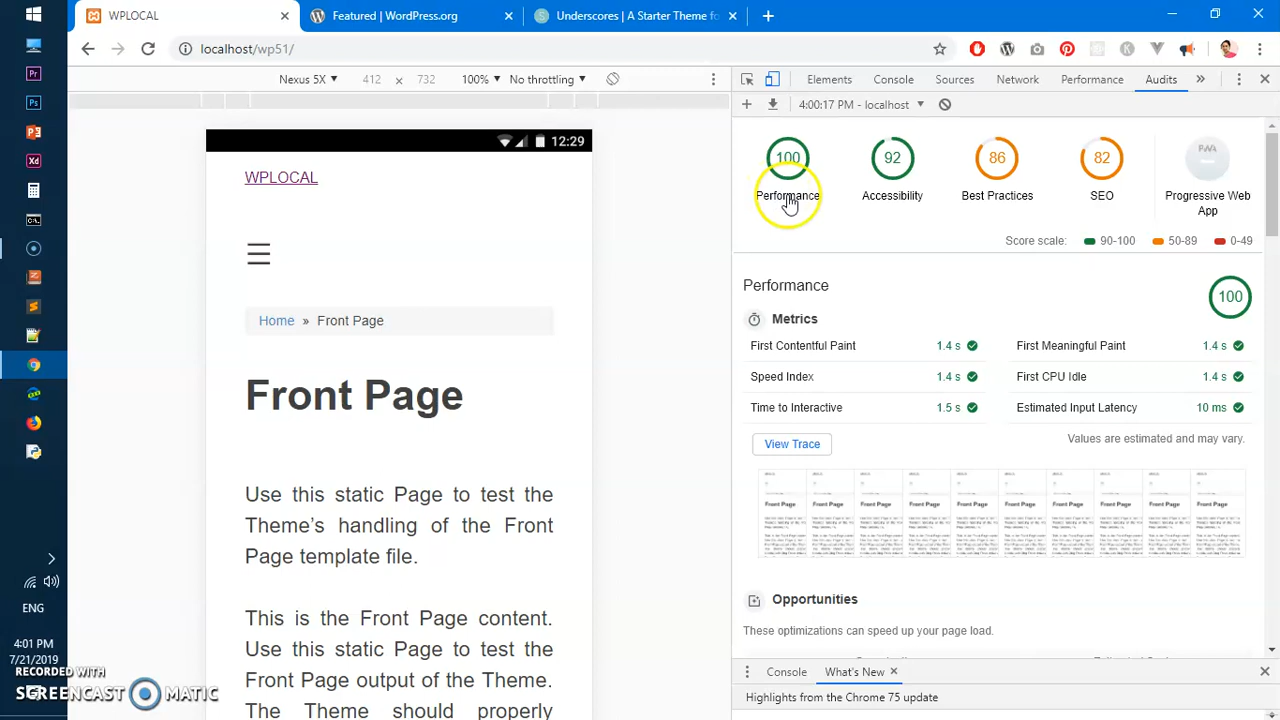 WPLOCAL
Featured | WordPress.org
Underscores | A Starter Theme fo
localhost/wp51/
Nexus 5X ▼ 412 × 732 100% ▼ No throttling ▼
Elements Console Sources Network Performance Audits
4:00:17 PM - localhost
12:29
WPLOCAL
Home » Front Page
Front Page
Use this static Page to test the
Theme's handling of the Front
Page template file.
This is the Front Page content.
Use this static Page to test the
Front Page output of the Theme.
The Theme should properly
100 92 86 82 PWA
Performance Accessibility Best Practices SEO Progressive Web
App
Score scale: 90-100 50-89 0-49
Performance 100
Metrics
First Contentful Paint 1.4 s First Meaningful Paint 1.4 s
Speed Index 1.4 s First CPU Idle 1.4 s
Time to Interactive 1.5 s Estimated Input Latency 10 ms
View Trace Values are estimated and may vary.
Opportunities
These optimizations can speed up your page load.
Console What's New
Highlights from the Chrome 75 update
Pr
Ps
Xd
ENG
4:01 PM
7/21/2019
RECORDED WITH
SCREENCAST MATIC